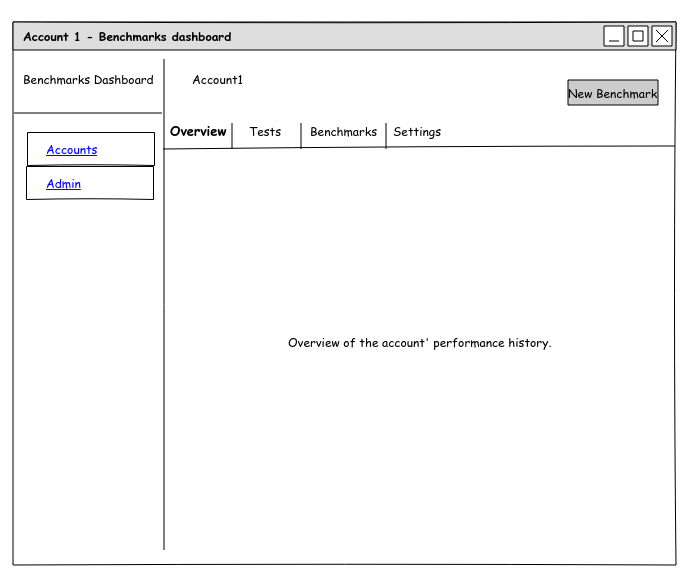 Account 1 - Benchmarks dashboard
Benchmarks Dashboard
Account1
New Benchmark
Overview
Tests
Benchmarks
Settings
Accounts
Admin
Overview of the account' performance history.